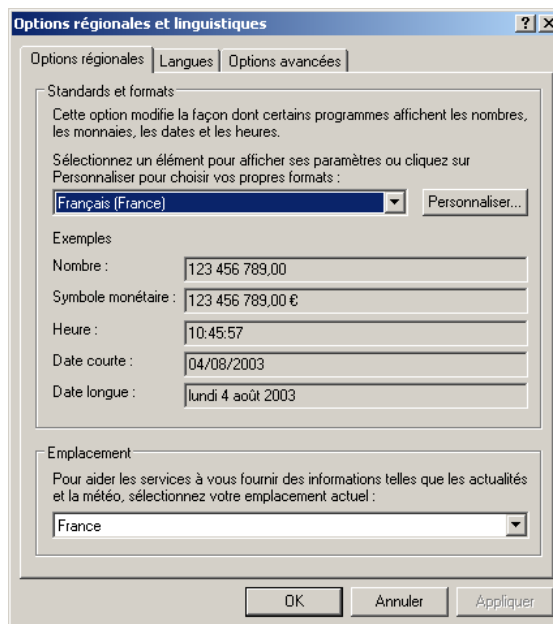 Options régionales et linguistiques
Options régionales Langues Options avancées
Standards et formats
Cette option modifie la façon dont certains programmes affichent les nombres,
les monnaies, les dates et les heures.
Sélectionnez un élément pour afficher ses paramètres ou cliquez sur
Personnaliser pour choisir vos propres formats :
Français (France) Personnaliser...
Exemples
Nombre : 123 456 789,00
Symbole monétaire : 123 456 789,00 €
Heure : 10:45:57
Date courte : 04/08/2003
Date longue : lundi 4 août 2003
Emplacement
Pour aider les services à vous fournir des informations telles que les actualités
et la météo, sélectionnez votre emplacement actuel :
France
OK Annuler Appliquer